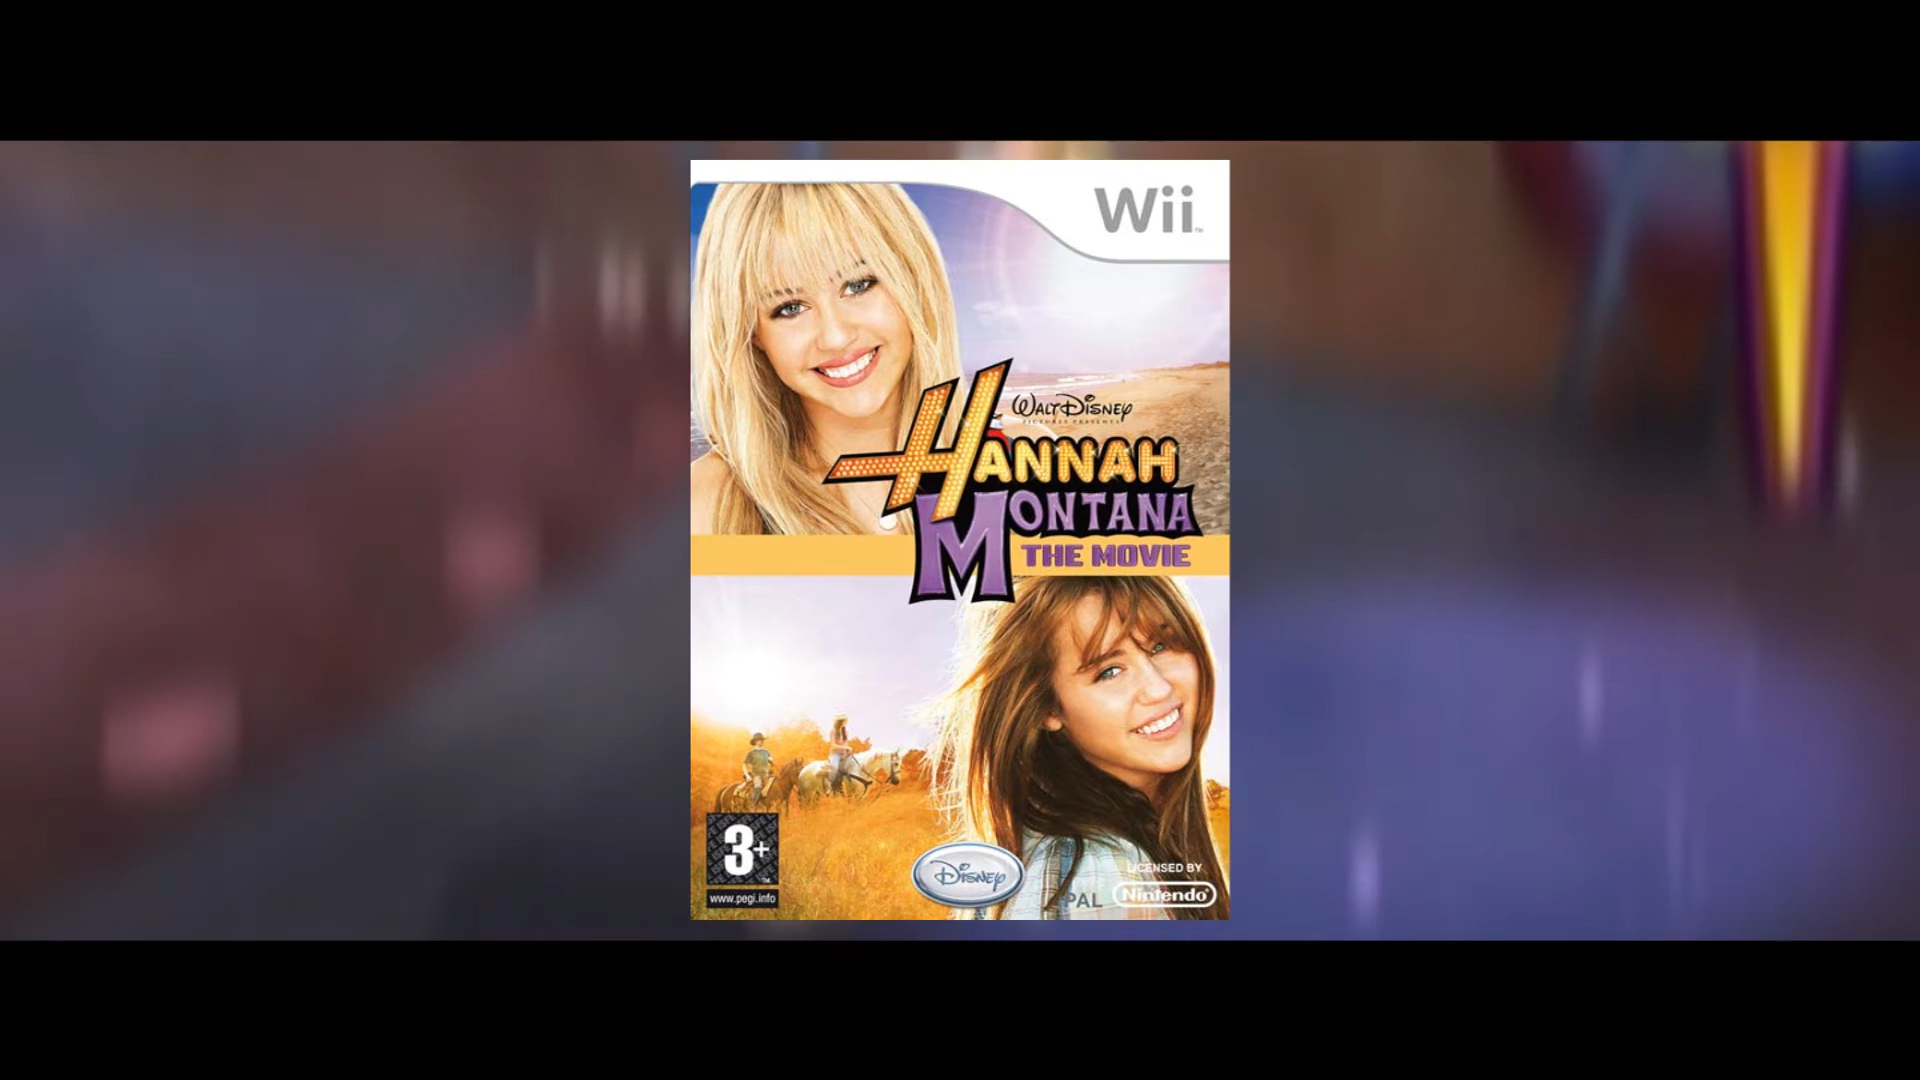 Wii
WALT DISNEY
PICTURES PRESENTS
HANNAH
MONTANA
THE MOVIE
3+
www.pegi.info
DISNEY
PAL
LICENSED BY
Nintendo